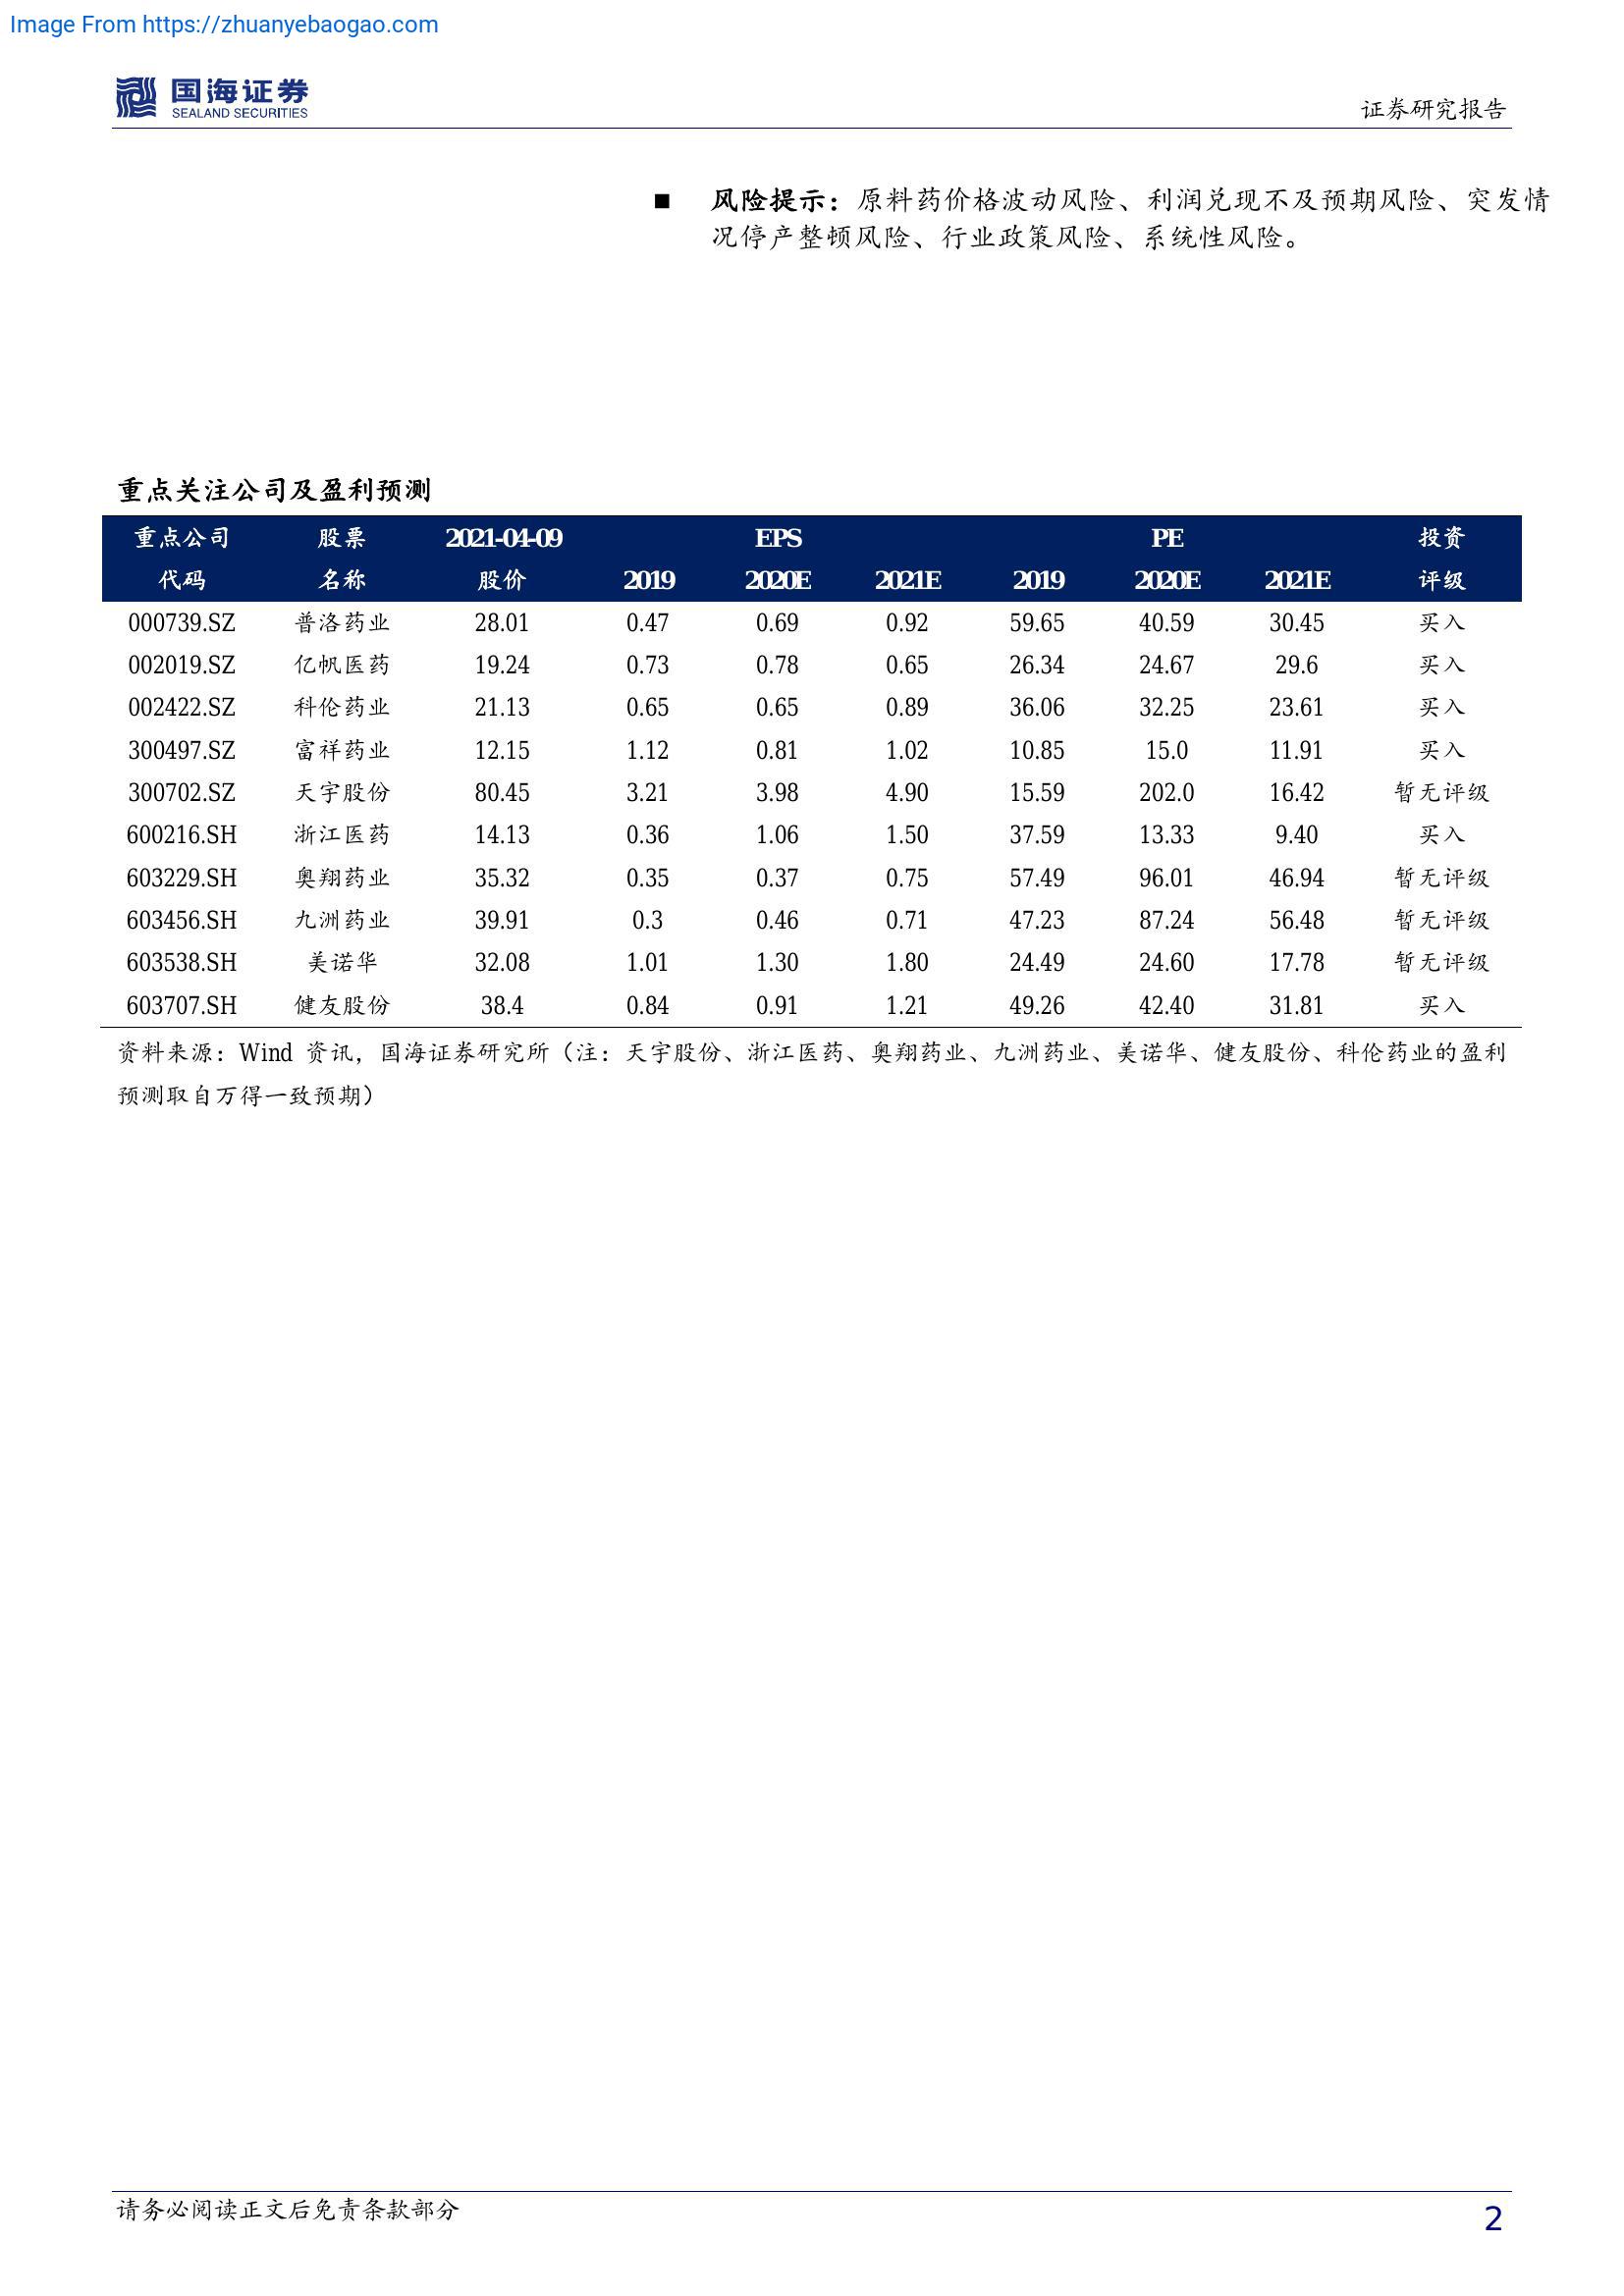 Image From https://zhuanyebaogao.com
国海证券
SEALAND SECURITIES
证券研究报告
■ 风险提示：原料药价格波动风险、利润兑现不及预期风险、突发情
况停产整顿风险、行业政策风险、系统性风险。
重点关注公司及盈利预测
重点公司 股票 2021-04-09 EPS PE 投资
代码 名称 股价 2019 2020E 2021E 2019 2020E 2021E 评级
000739.SZ 普洛药业 28.01 0.47 0.69 0.92 59.65 40.59 30.45 买入
002019.SZ 亿帆医药 19.24 0.73 0.78 0.65 26.34 24.67 29.6 买入
002422.SZ 科伦药业 21.13 0.65 0.65 0.89 36.06 32.25 23.61 买入
300497.SZ 富祥药业 12.15 1.12 0.81 1.02 10.85 15.0 11.91 买入
300702.SZ 天宇股份 80.45 3.21 3.98 4.90 15.59 202.0 16.42 暂无评级
600216.SH 浙江医药 14.13 0.36 1.06 1.50 37.59 13.33 9.40 买入
603229.SH 奥翔药业 35.32 0.35 0.37 0.75 57.49 96.01 46.94 暂无评级
603456.SH 九洲药业 39.91 0.3 0.46 0.71 47.23 87.24 56.48 暂无评级
603538.SH 美诺华 32.08 1.01 1.30 1.80 24.49 24.60 17.78 暂无评级
603707.SH 健友股份 38.4 0.84 0.91 1.21 49.26 42.40 31.81 买入
资料来源：Wind 资讯，国海证券研究所（注：天宇股份、浙江医药、奥翔药业、九洲药业、美诺华、健友股份、科伦药业的盈利
预测取自万得一致预期）
请务必阅读正文后免责条款部分
2